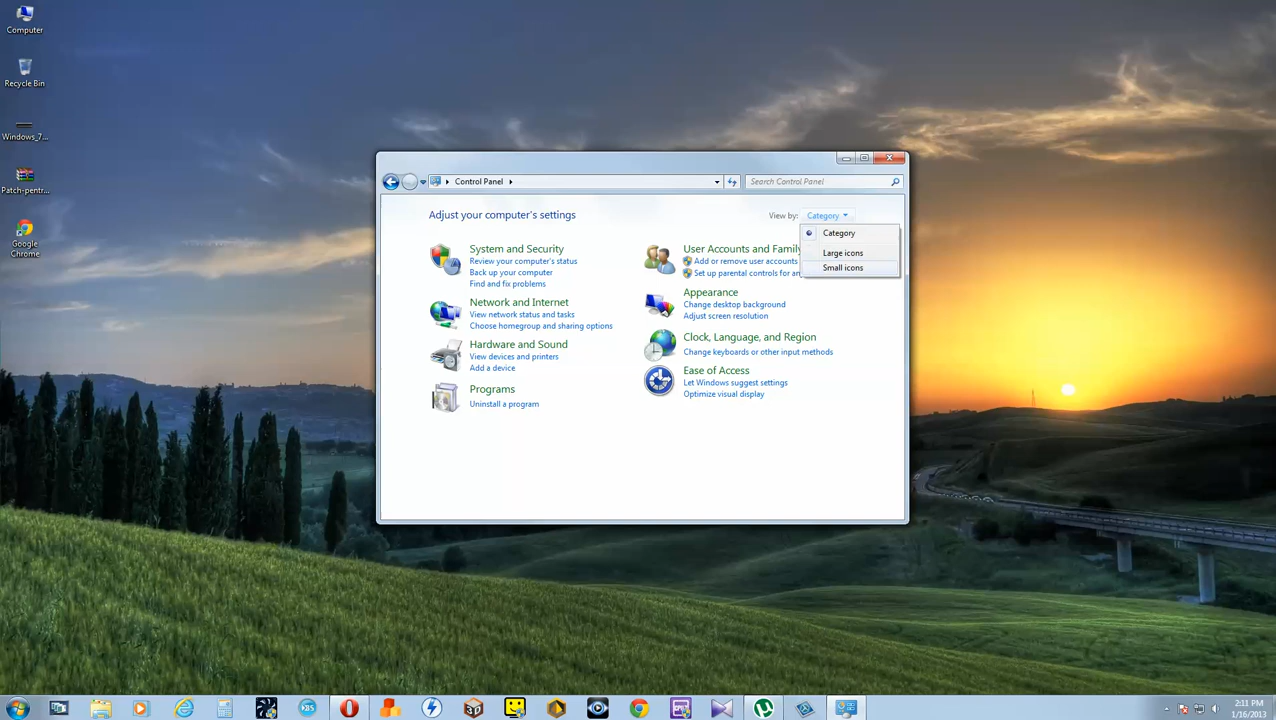 Computer
Recycle Bin
Windows_7...
Patch-pentr...
Google
Chrome
Control Panel
Search Control Panel
Adjust your computer's settings
View by: Category
Category
Large icons
Small icons
System and Security
Review your computer's status
Back up your computer
Find and fix problems
Network and Internet
View network status and tasks
Choose homegroup and sharing options
Hardware and Sound
View devices and printers
Add a device
Programs
Uninstall a program
User Accounts and Family
Add or remove user accounts
Set up parental controls for an
Appearance
Change desktop background
Adjust screen resolution
Clock, Language, and Region
Change keyboards or other input methods
Ease of Access
Let Windows suggest settings
Optimize visual display
KBS
3D
2:11 PM
1/16/2013